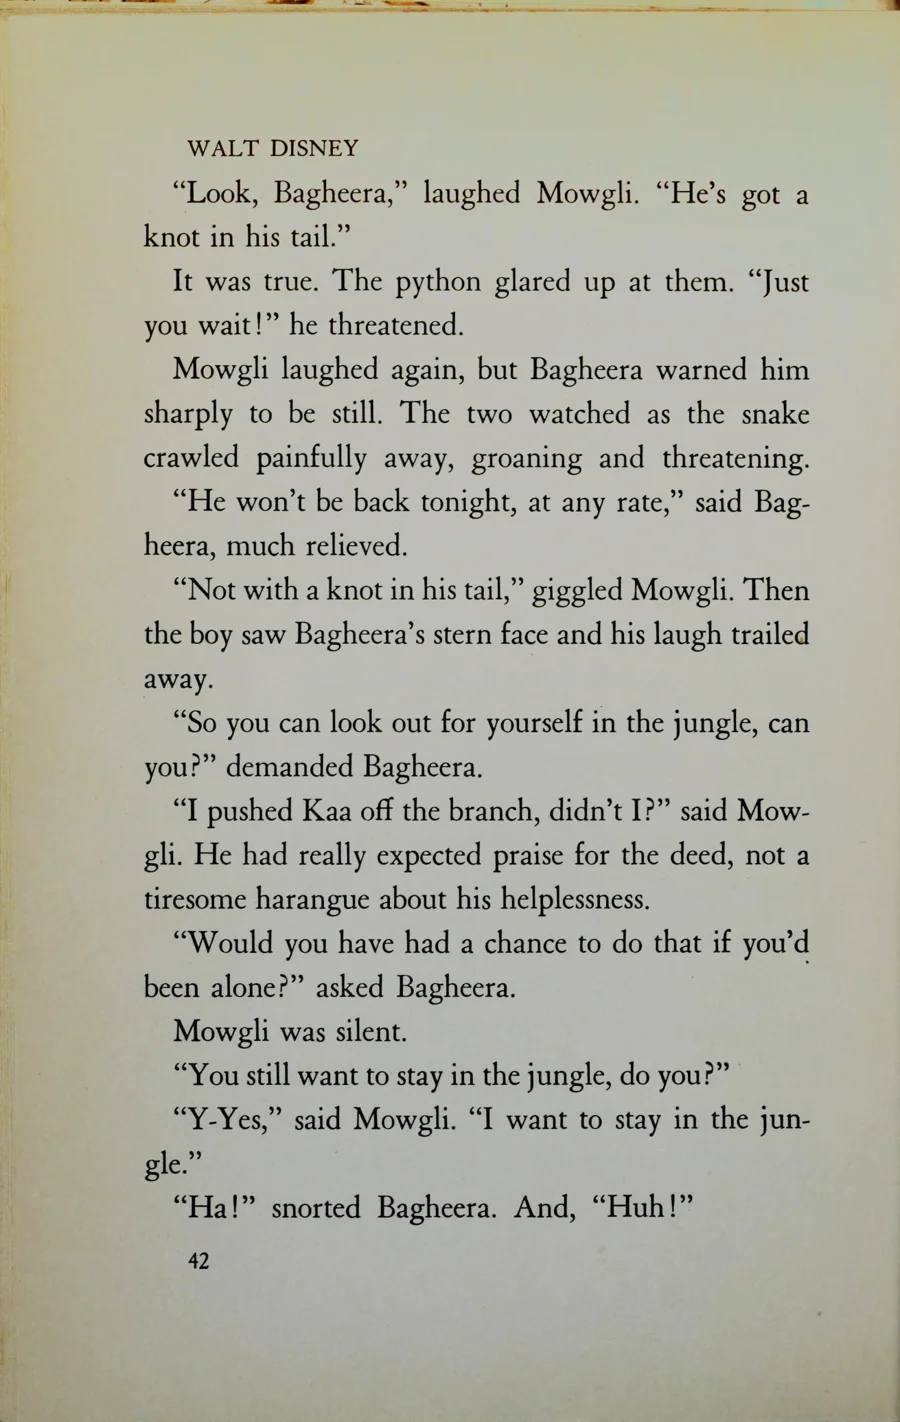 WALT DISNEY
“Look, Bagheera,” laughed Mowgli. “He’s got a
knot in his tail.”
It was true. The python glared up at them. “Just
you wait!” he threatened.
Mowgli laughed again, but Bagheera warned him
sharply to be still. The two watched as the snake
crawled painfully away, groaning and threatening.
“He won’t be back tonight, at any rate,” said Bag-
heera, much relieved.
“Not with a knot in his tail,” giggled Mowgli. Then
the boy saw Bagheera’s stern face and his laugh trailed
away.
“So you can look out for yourself in the jungle, can
you?” demanded Bagheera.
“I pushed Kaa off the branch, didn’t I?” said Mow-
gli. He had really expected praise for the deed, not a
tiresome harangue about his helplessness.
“Would you have had a chance to do that if you’d
been alone?” asked Bagheera.
Mowgli was silent.
“You still want to stay in the jungle, do you?”
“Y-Yes,” said Mowgli. “I want to stay in the jun-
gle.”
“Ha!” snorted Bagheera. And, “Huh!”
42